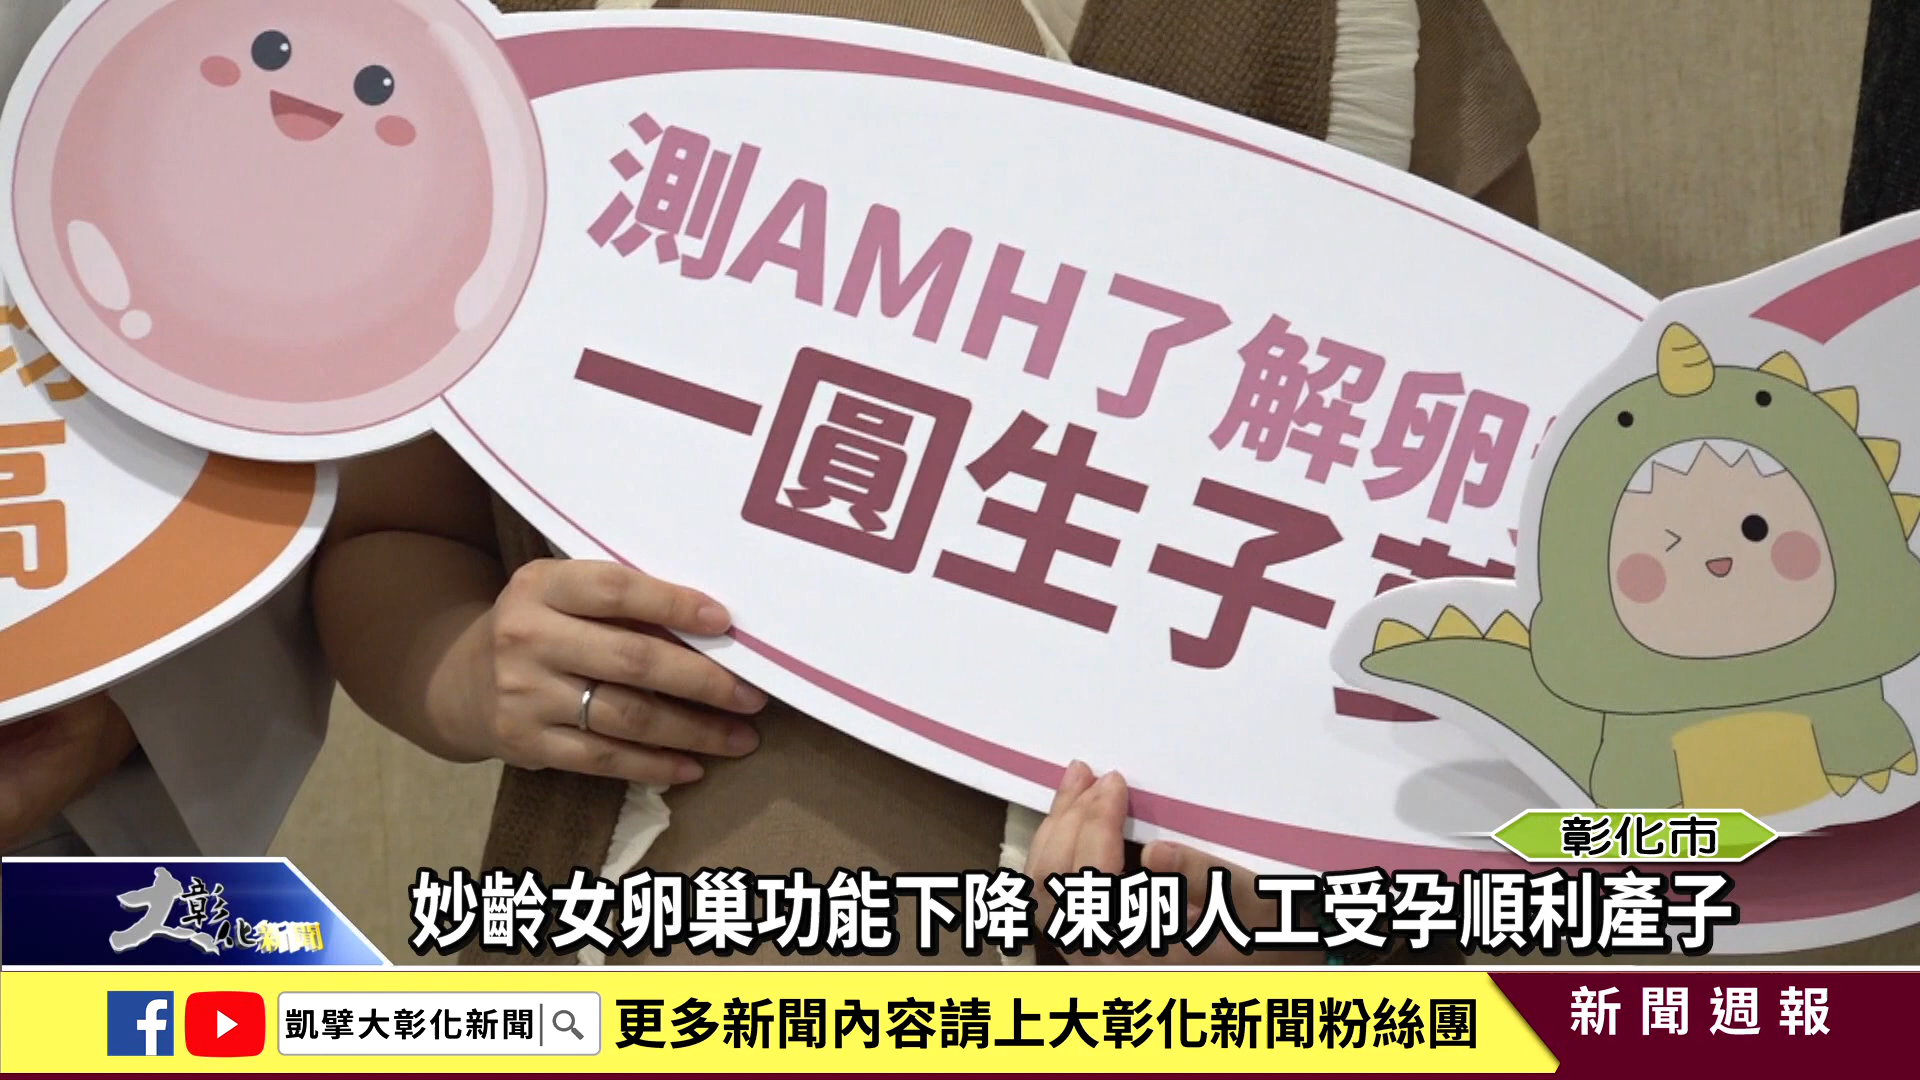 測AMH了解卵
一圓生子
高
彰化市
大彰化新聞
妙齡女卵巢功能下降 凍卵人工受孕順利產子
凱擘大彰化新聞
更多新聞內容請上大彰化新聞粉絲團
新聞週報